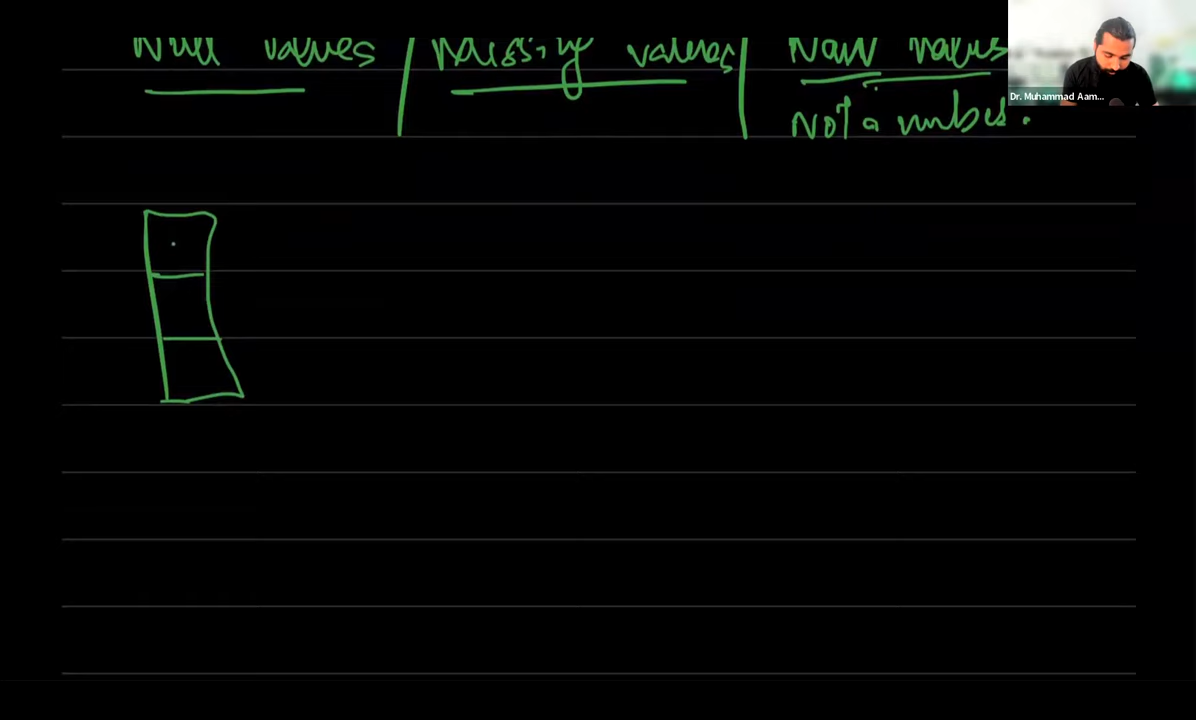 Null values | Missing values | NaN values
Not a number.
Dr. Muhammad Aam...